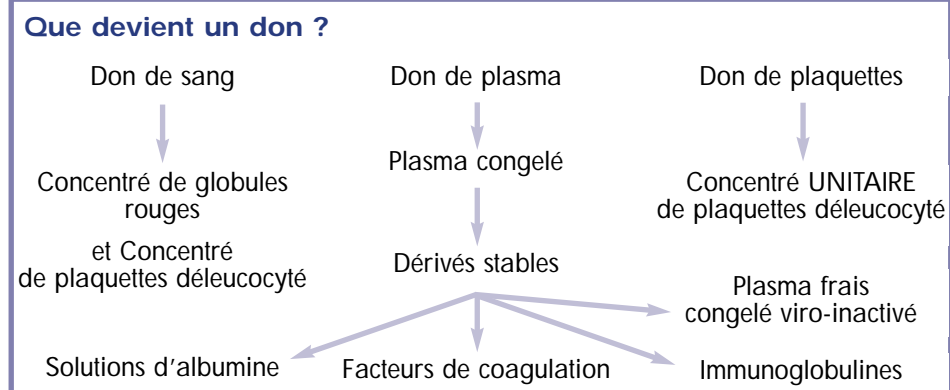 Que devient un don ?
Don de sang
Don de plasma
Don de plaquettes
Plasma congelé
Concentré de globules
rouges
et Concentré
de plaquettes déleucocyté
Concentré UNITAIRE
de plaquettes déleucocyté
Dérivés stables
Plasma frais
congelé viro-inactivé
Solutions d’albumine
Facteurs de coagulation
Immunoglobulines